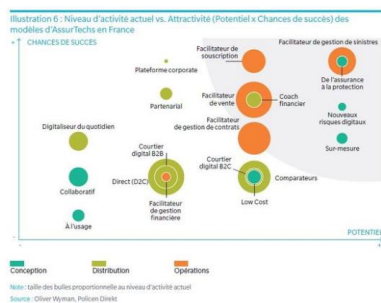 Illustration 6 : Niveau d'activité actuel vs. Attractivité (Potentiel x Chances de succès) des
modèles d'AssurTechs en France
+
CHANCES DE SUCCÈS
Facilitateur de
souscription
Facilitateur de gestion de sinistres
Plateforme corporate
De l'assurance
à la protection
Partenarial
Facilitateur
de vente
Coach
financier
Nouveaux
risques digitaux
Digitaliseur du quotidien
Facilitateur
de gestion de contrats
Sur-mesure
Courtier
digital B2B
Courtier
digital B2C
Direct (D2C)
Comparateurs
Collaboratif
Facilitateur
de gestion
financière
Low Cost
À l'usage
-
POTENTIEL
-
+
Conception
Distribution
Opérations
Note : taille des bulles proportionnelle au niveau d'activité actuel
Source : Oliver Wyman, Policen Direkt